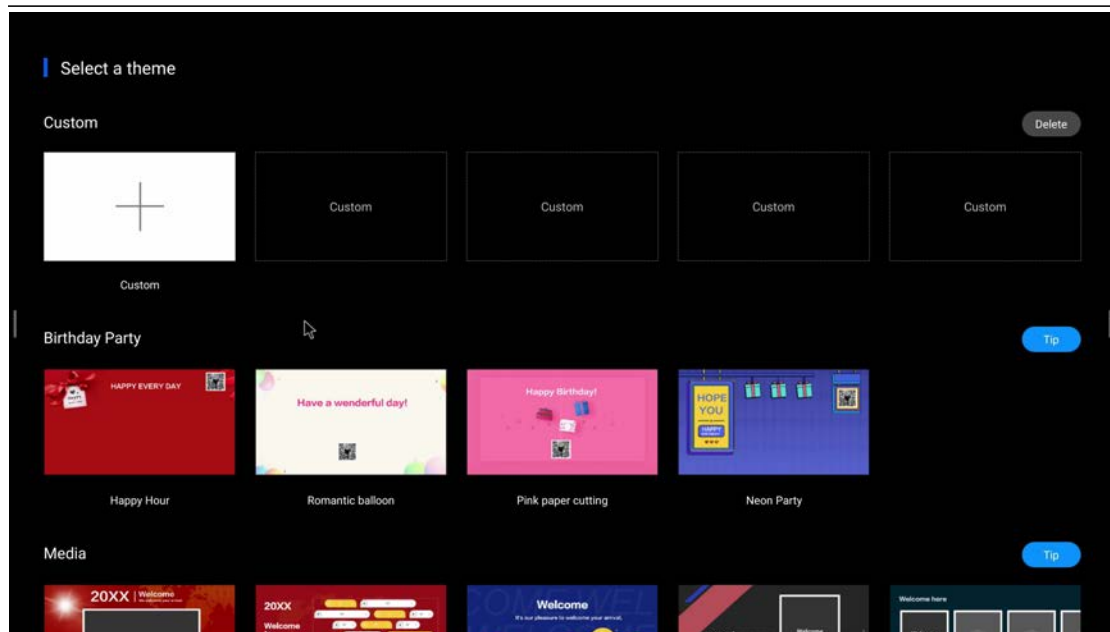 Select a theme
Custom
Delete
Custom
Custom
Custom
Custom
Custom
Birthday Party
Tip
HAPPY EVERY DAY
Have a wenderful day!
Happy Birthday!
HOPE
YOU
HAPPY
Happy Hour
Romantic balloon
Pink paper cutting
Neon Party
Media
Tip
20XX | Welcome
20XX
Welcome
Welcome
It's our pleasure to welcome your arrival.
Welcome
Welcome here